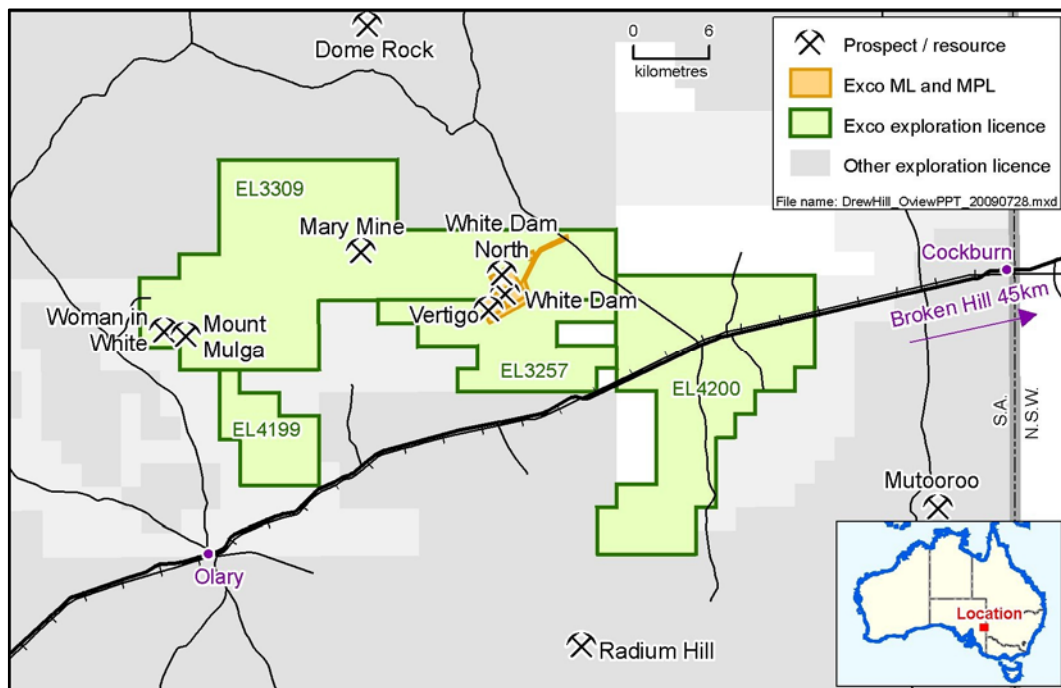 Dome Rock
0 6
kilometres
Prospect / resource
Exco ML and MPL
Exco exploration licence
Other exploration licence
File name: DrewHill_OviewPPT_20090728.mxd
EL3309
Mary Mine
White Dam
North
White Dam
Vertigo
Woman in
White
Mount
Mulga
EL3257
EL4200
EL4199
Cockburn
Broken Hill 45km
S.A.
N.S.W.
Mutooroo
Olary
Radium Hill
Location